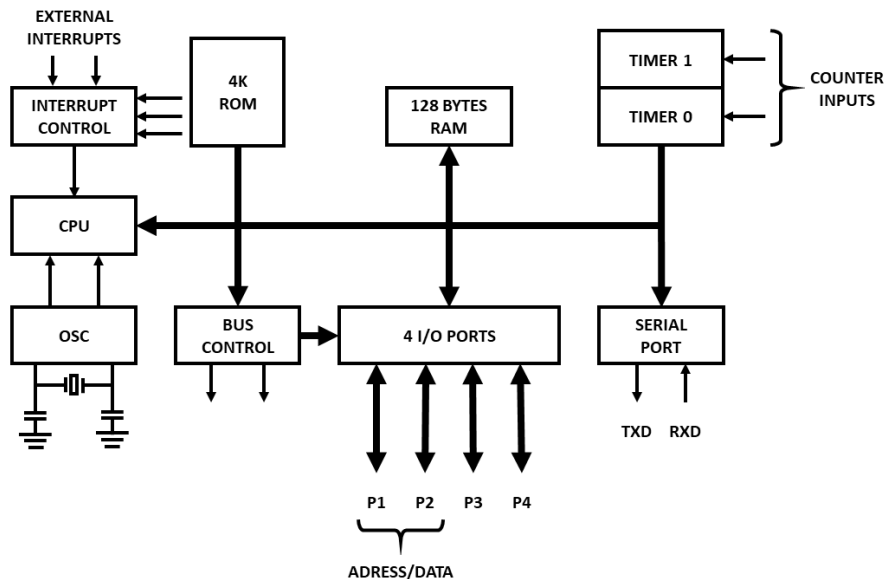 EXTERNAL
INTERRUPTS
4K
ROM
TIMER 1
COUNTER
INPUTS
INTERRUPT
CONTROL
128 BYTES
RAM
TIMER 0
CPU
OSC
BUS
CONTROL
4 I/O PORTS
SERIAL
PORT
TXD
RXD
P1
P2
P3
P4
ADRESS/DATA